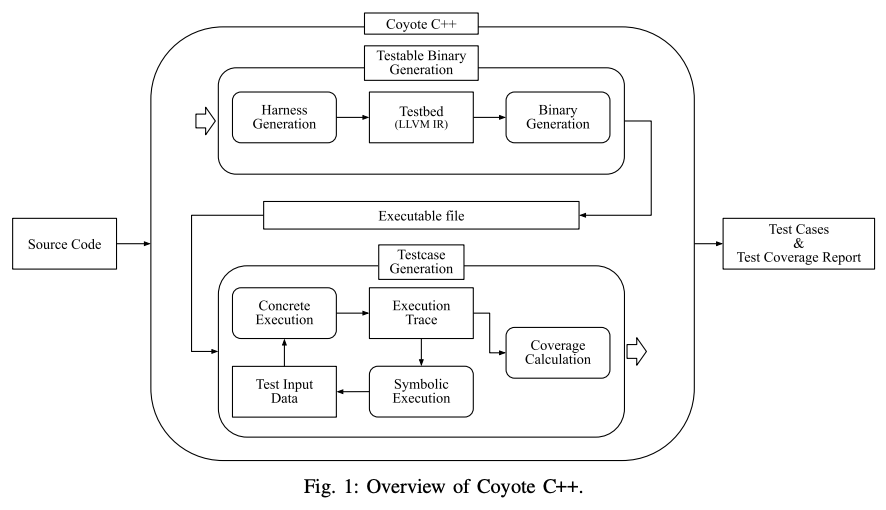 Coyote C++
Testable Binary
Generation
Harness
Generation
Testbed
(LLVM IR)
Binary
Generation
Executable file
Source Code
Test Cases
&
Test Coverage Report
Testcase
Generation
Concrete
Execution
Execution
Trace
Coverage
Calculation
Test Input
Data
Symbolic
Execution
Fig. 1: Overview of Coyote C++.